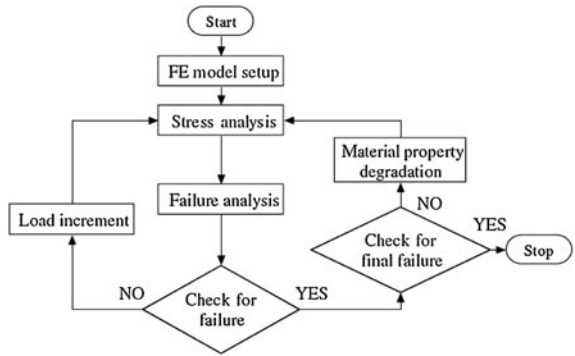 Start
FE model setup
Stress analysis
Material property
degradation
Failure analysis
Load increment
NO
YES
Check for
final failure
Stop
NO
Check for
failure
YES